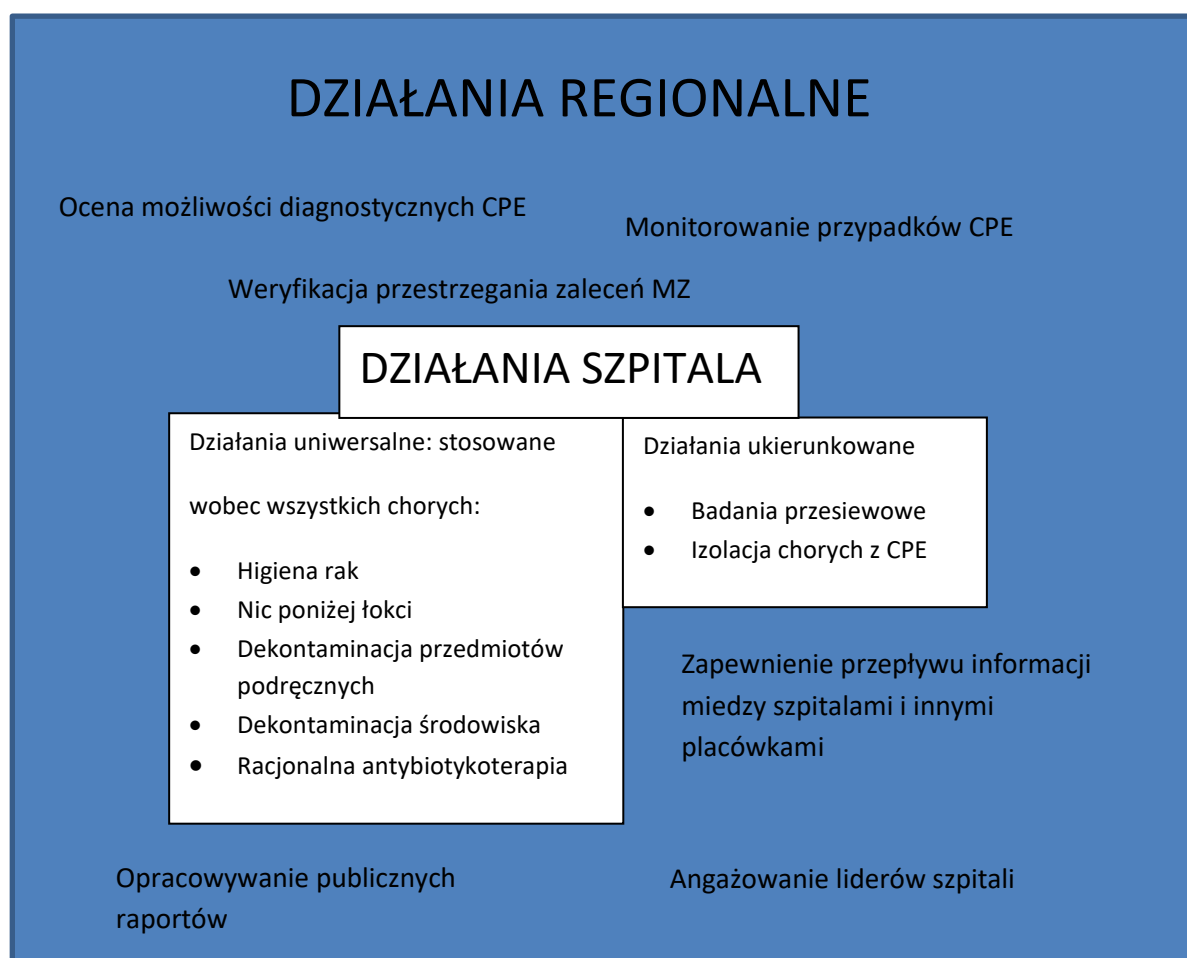 DZIAŁANIA REGIONALNE
Ocena możliwości diagnostycznych CPE
Monitorowanie przypadków CPE
Weryfikacja przestrzegania zaleceń MZ
DZIAŁANIA SZPITALA
Działania uniwersalne: stosowane
wobec wszystkich chorych:
• Higiena rak
• Nic poniżej łokci
• Dekontaminacja przedmiotów
podręcznych
• Dekontaminacja środowiska
• Racjonalna antybiotykoterapia
Działania ukierunkowane
• Badania przesiewowe
• Izolacja chorych z CPE
Zapewnienie przepływu informacji
miedzy szpitalami i innymi
placówkami
Opracowywanie publicznych
raportów
Angażowanie liderów szpitali